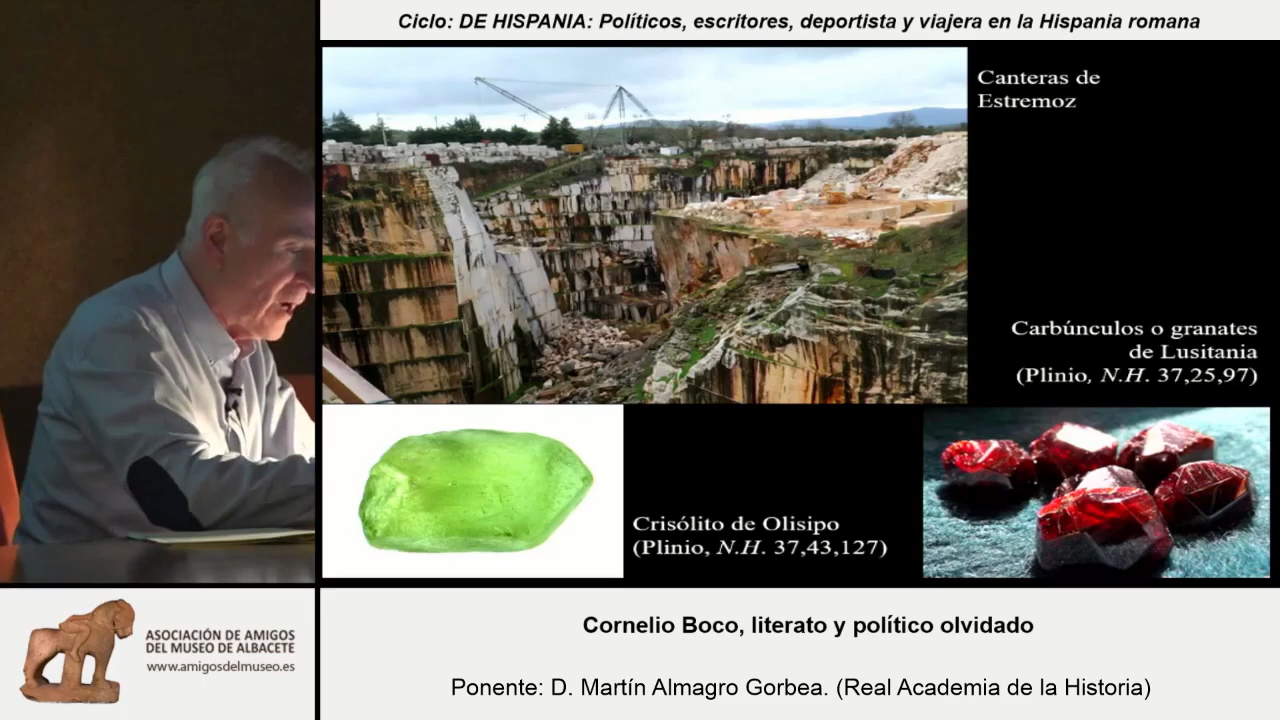 Ciclo: DE HISPANIA: Políticos, escritores, deportista y viajera en la Hispania romana
Canteras de
Estremoz
Carbúnculos o granates
de Lusitania
(Plinio, N.H. 37,25,97)
Crisólito de Olisipo
(Plinio, N.H. 37,43,127)
ASOCIACIÓN DE AMIGOS
DEL MUSEO DE ALBACETE
www.amigosdelmuseo.es
Cornelio Boco, literato y político olvidado
Ponente: D. Martín Almagro Gorbea. (Real Academia de la Historia)